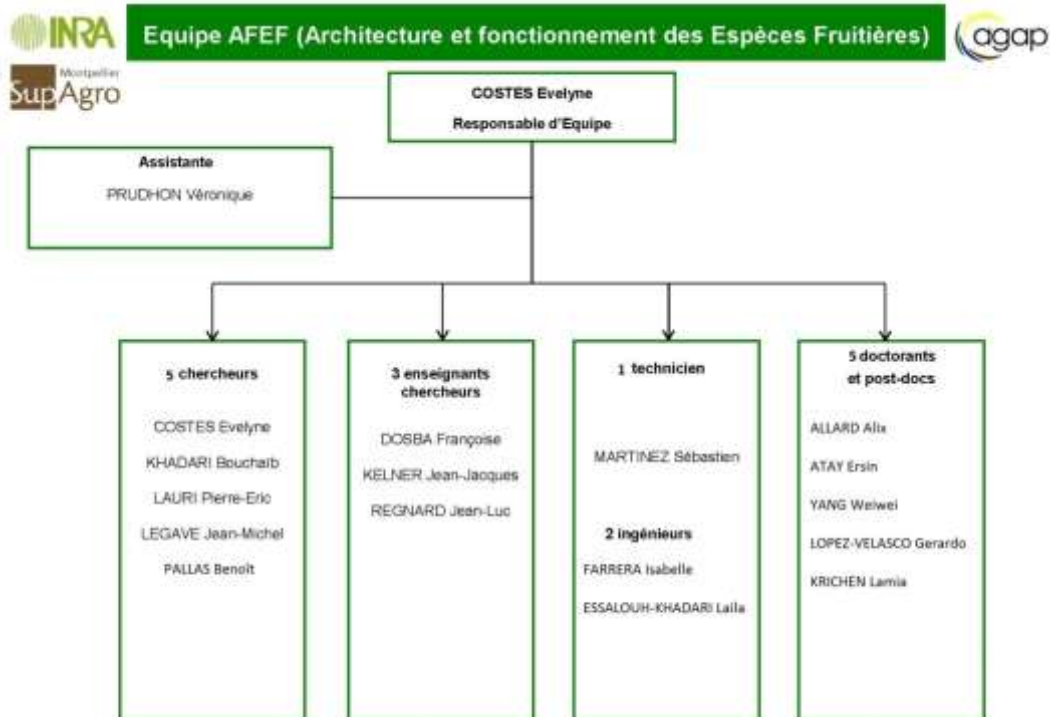 INRA
Equipe AFEF (Architecture et fonctionnement des Espèces Fruitières)
agap
Montpellier
SupAgro
COSTES Evelyne
Responsable d'Equipe
Assistante
PRUDHON Véronique
5 chercheurs
COSTES Evelyne
KHADARI Bouchaib
LAURI Pierre-Eric
LEGAVE Jean-Michel
PALLAS Benoît
3 enseignants
chercheurs
DOSBA Françoise
KELNER Jean-Jacques
REGNARD Jean-Luc
1 technicien
MARTINEZ Sébastien
2 ingénieurs
FARRERA Isabelle
ESSALOUH-KHADARI Laila
5 doctorants
et post-docs
ALLARD Alix
ATAY Ersin
YANG Weiwei
LOPEZ-VELASCO Gerardo
KRICHEN Lamia